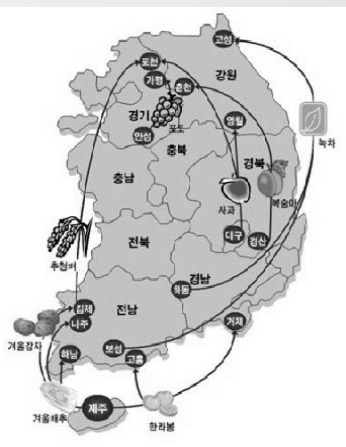 고성
포천
강원
가평
춘천
경기
포도
영월
안성
충북
녹차
경북
충남
사과
복숭아
대구
경산
전북
추청벼
경남
하동
김제
전남
나주
거제
겨울감자
해남
보성
고흥
겨울배추
제주
한라봉